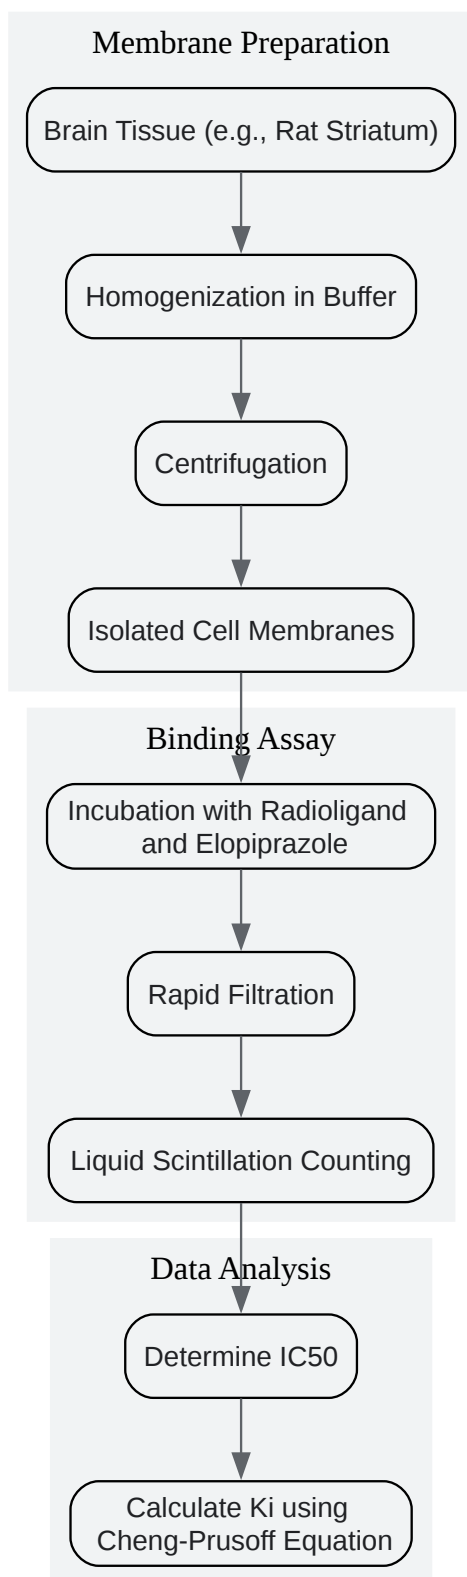 Membrane Preparation
Brain Tissue (e.g., Rat Striatum)
Homogenization in Buffer
Centrifugation
Isolated Cell Membranes
Binding Assay
Incubation with Radioligand
and Elopiprazole
Rapid Filtration
Liquid Scintillation Counting
Data Analysis
Determine IC50
Calculate Ki using
Cheng-Prusoff Equation